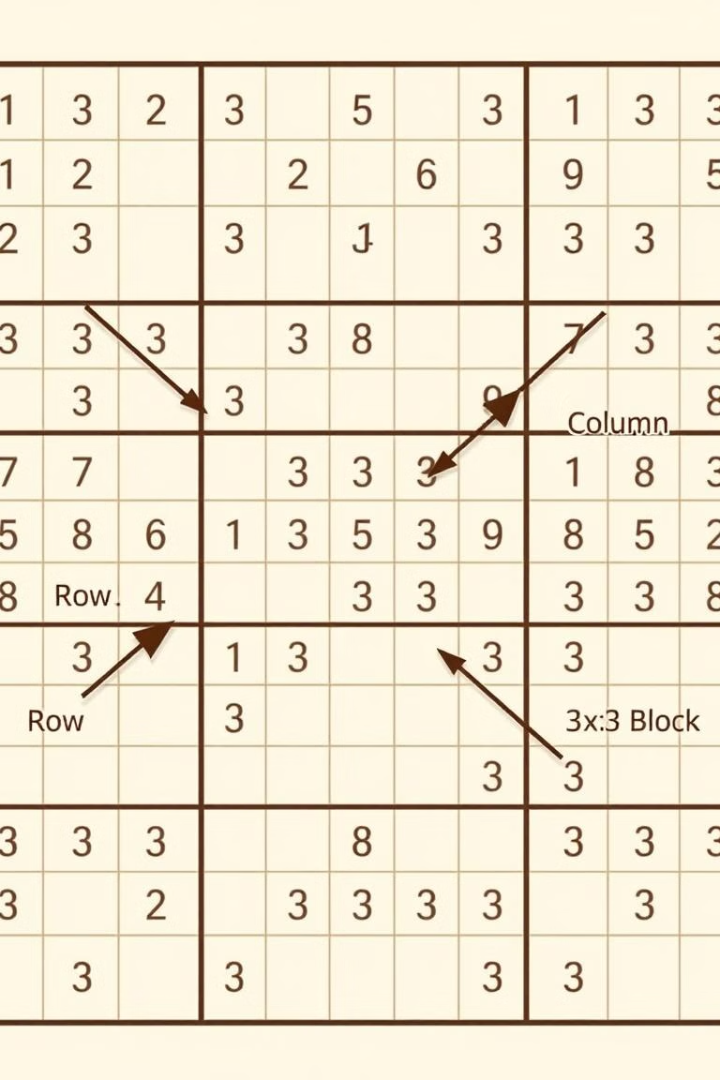 1 3 2 3 5 3 1 3 3
1 2 2 6 9 5
2 3 3 1 3 3 3
3 3 3 3 8 7 3 3
3 3 9 8
Column
7 7 3 3 3 1 8 3
5 8 6 1 3 5 3 9 8 5 2
8 Row. 4 3 3 3 3 8
3 1 3 3 3
Row 3 3x:3 Block
3 3
3 3 3 8 3 3 3
3 2 3 3 3 3 3
3 3 3 3